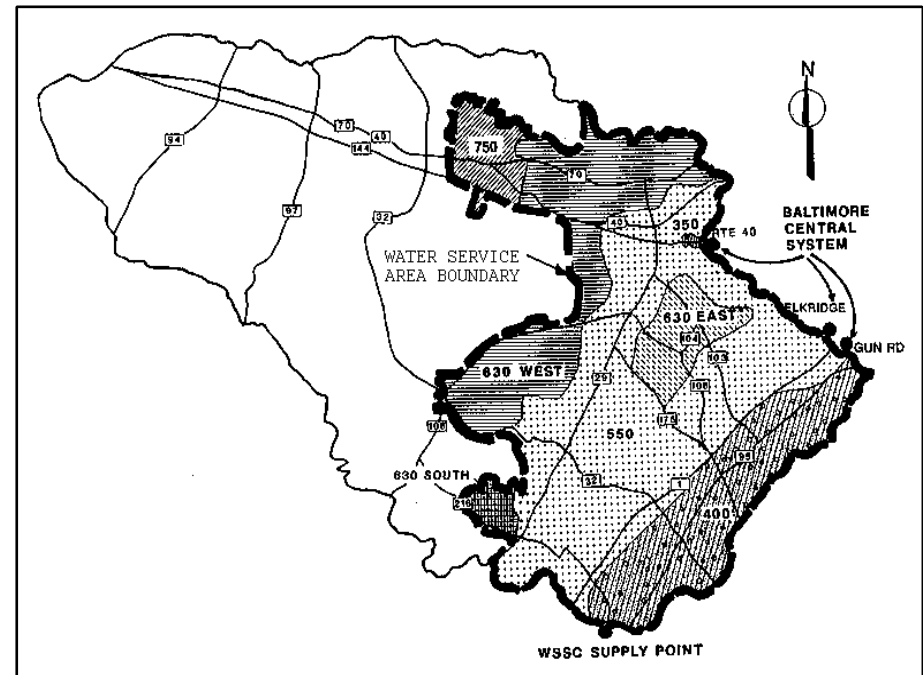 N
94
70
40
144
750
70
97
32
40
350
RTE 40
BALTIMORE
CENTRAL
SYSTEM
WATER SERVICE
AREA BOUNDARY
ELKRIDGE
630 EAST
104
103
GUN RD
630 WEST
29
108
108
175
550
630 SOUTH
216
32
1
95
400
WSSC SUPPLY POINT